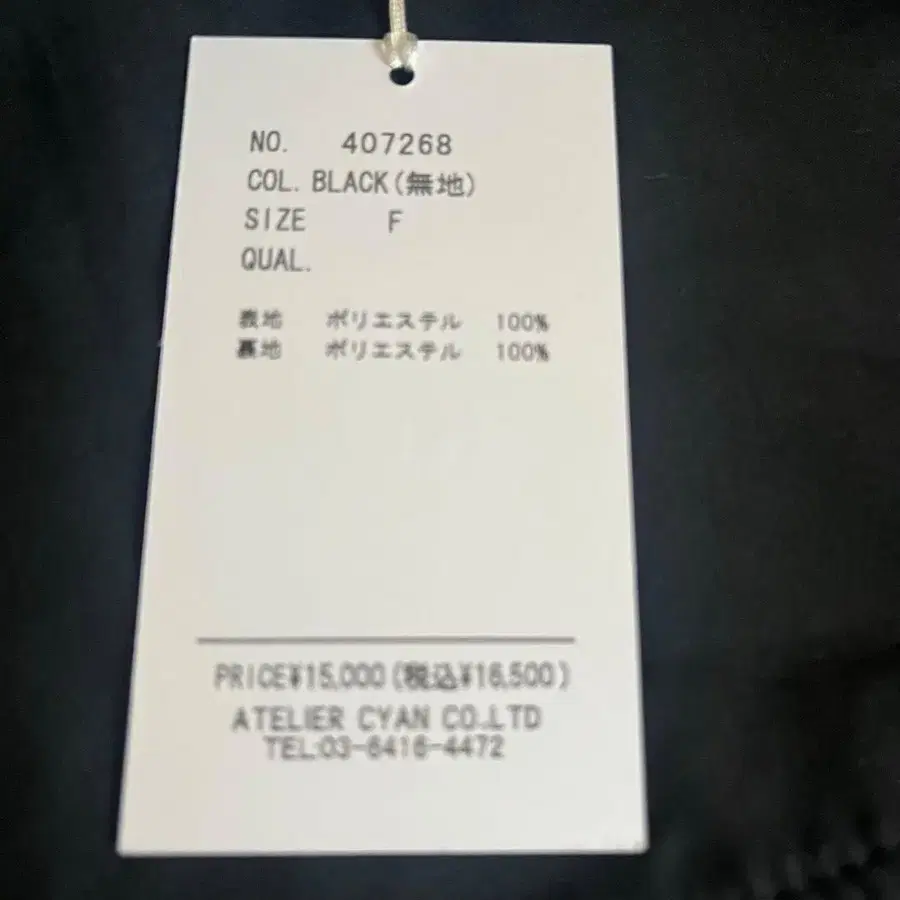 NO. 407268
COL. BLACK(無地)
SIZE F
QUAL.
表地 ポリエステル 100%
裏地 ポリエステル 100%
PRICE¥15,000(税込¥16,500)
ATELIER CYAN CO.LTD
TEL:03-6416-4472